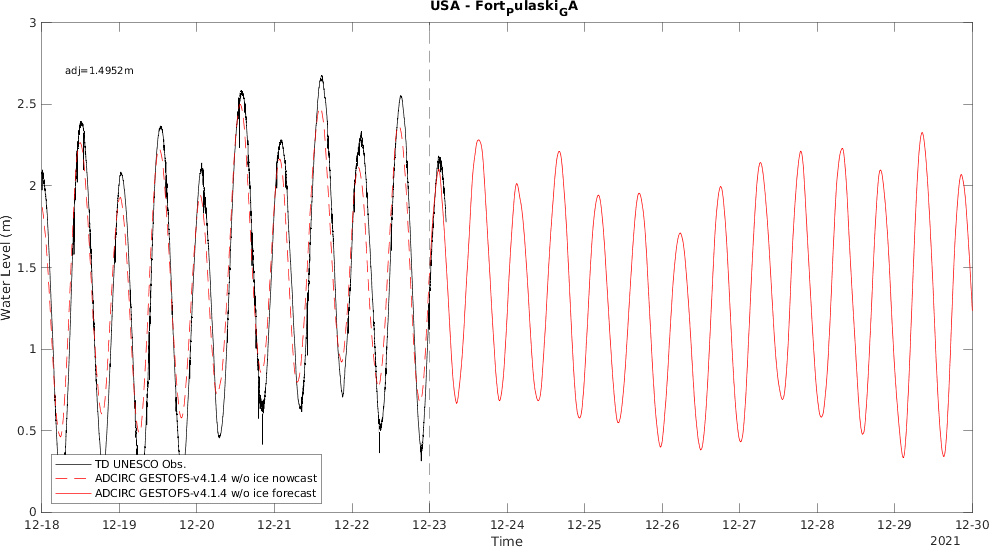 USA - FortPulaskiGA
adj=1.4952m
Water Level (m)
3
2.5
2
1.5
1
0.5
0
TD UNESCO Obs.
ADCIRC GESTOFS-v4.1.4 w/o ice nowcast
ADCIRC GESTOFS-v4.1.4 w/o ice forecast
12-18 12-19 12-20 12-21 12-22 12-23 12-24 12-25 12-26 12-27 12-28 12-29 12-30
Time
2021